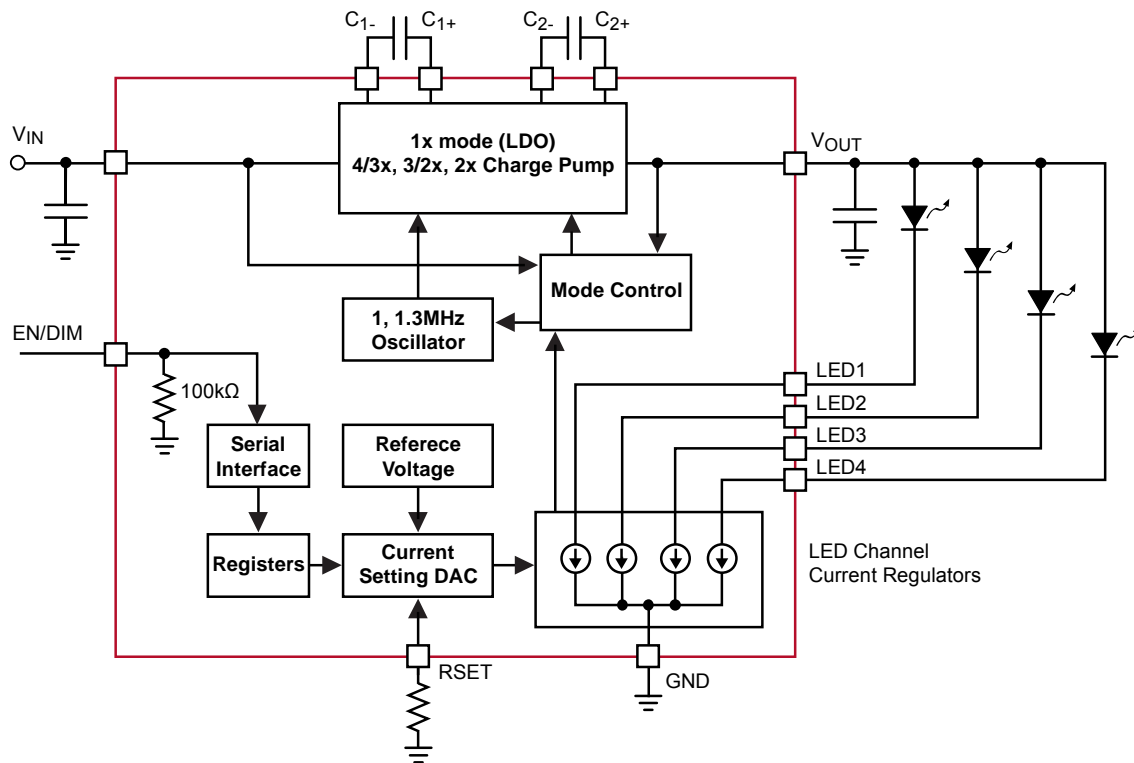 C1- C1+ C2- C2+
1x mode (LDO)
4/3x, 3/2x, 2x Charge Pump
VIN
VOUT
Mode Control
1, 1.3MHz
Oscillator
EN/DIM
100kΩ
LED1
LED2
LED3
LED4
Serial
Interface
Referece
Voltage
Registers
Current
Setting DAC
LED Channel
Current Regulators
RSET
GND